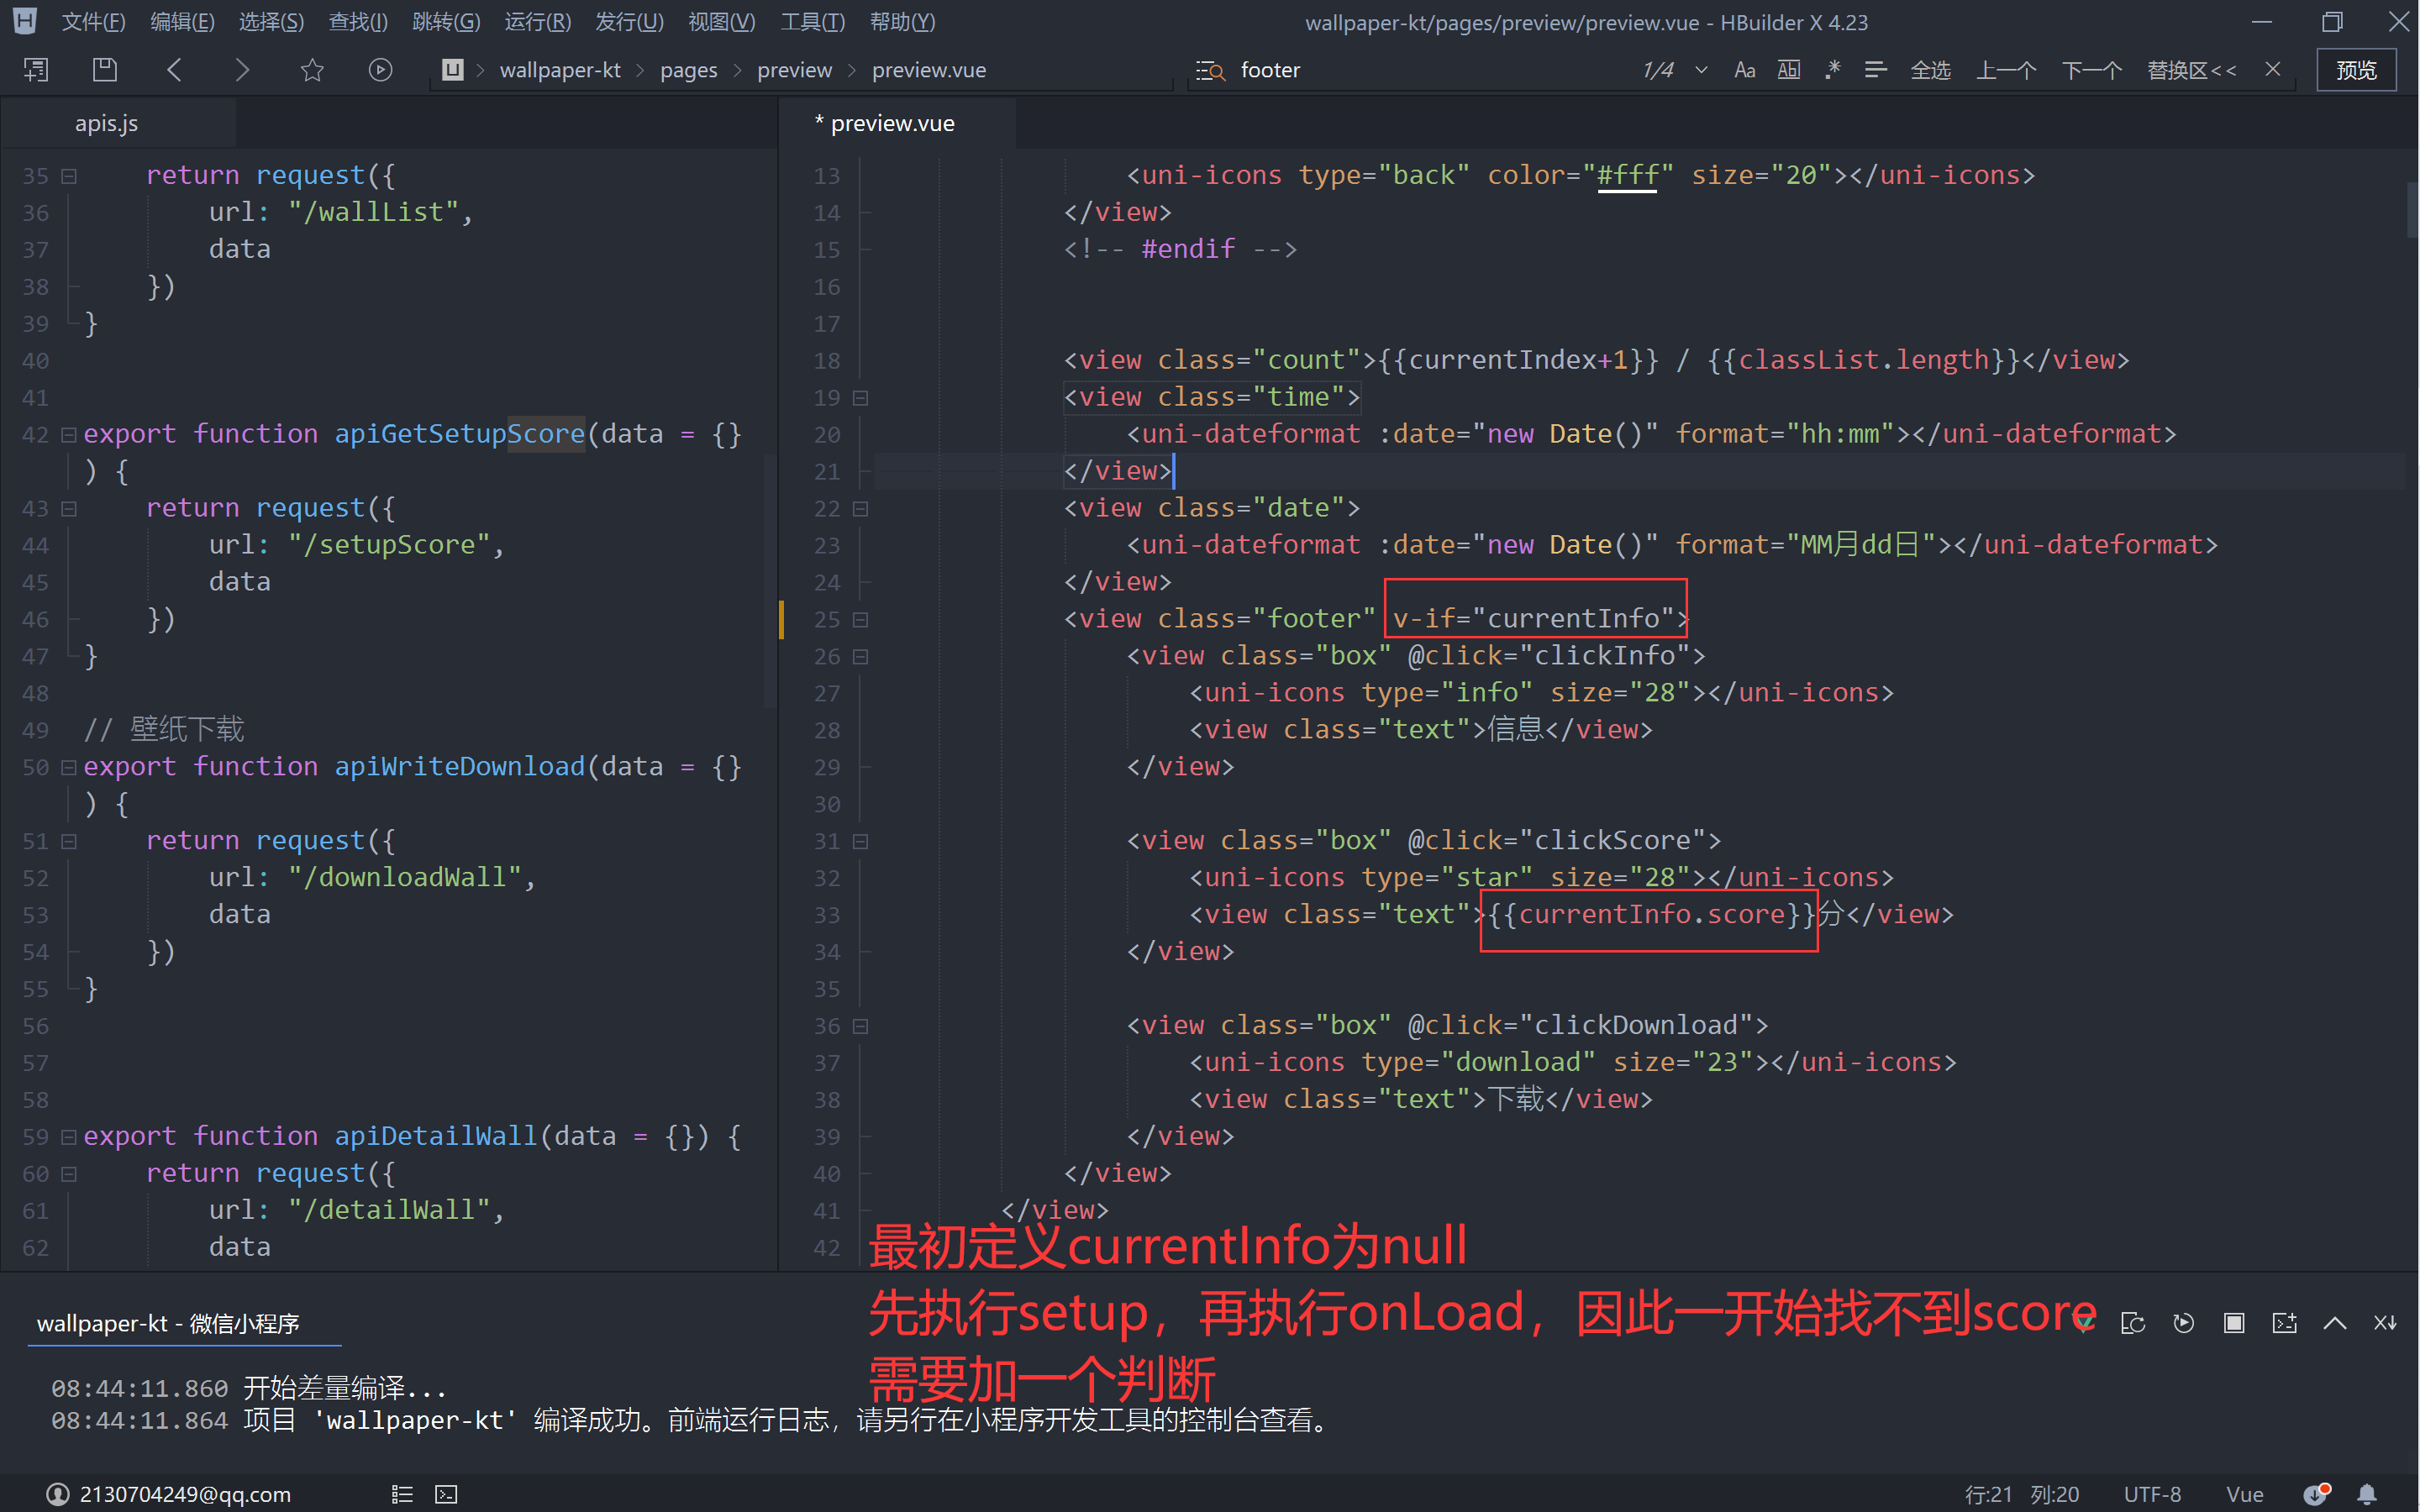 文件(F) 编辑(E) 选择(S) 查找(I) 跳转(G) 运行(R) 发行(U) 视图(V) 工具(T) 帮助(Y) wallpaper-kt/pages/preview/preview.vue - HBuilder X 4.23
wallpaper-kt pages preview preview.vue footer 1/4 Aa Ab| .* 全选 上一个 下一个 替换区<< 预览
apis.js
35 return request({
36 url: "/wallList",
37 data
38 })
39 }
40
41
42 export function apiGetSetupScore(data = {}
) {
43 return request({
44 url: "/setupScore",
45 data
46 })
47 }
48
49 // 壁纸下载
50 export function apiWriteDownload(data = {}
) {
51 return request({
52 url: "/downloadWall",
53 data
54 })
55 }
56
57
58
59 export function apiDetailWall(data = {}) {
60 return request({
61 url: "/detailWall",
62 data
* preview.vue
13 <uni-icons type="back" color="#fff" size="20"></uni-icons>
14 </view>
15 <!-- #endif -->
16
17
18 <view class="count">{{currentIndex+1}} / {{classList.length}}</view>
19 <view class="time">
20 <uni-dateformat :date="new Date()" format="hh:mm"></uni-dateformat>
21 </view>
22 <view class="date">
23 <uni-dateformat :date="new Date()" format="MM月dd日"></uni-dateformat>
24 </view>
25 <view class="footer" v-if="currentInfo">
26 <view class="box" @click="clickInfo">
27 <uni-icons type="info" size="28"></uni-icons>
28 <view class="text">信息</view>
29 </view>
30
31 <view class="box" @click="clickScore">
32 <uni-icons type="star" size="28"></uni-icons>
33 <view class="text">{{currentInfo.score}}分</view>
34 </view>
35
36 <view class="box" @click="clickDownload">
37 <uni-icons type="download" size="23"></uni-icons>
38 <view class="text">下载</view>
39 </view>
40 </view>
41 </view>
42
最初定义currentInfo为null
先执行setup，再执行onLoad，因此一开始找不到score
需要加一个判断
wallpaper-kt - 微信小程序
08:44:11.860 开始差量编译...
08:44:11.864 项目 'wallpaper-kt' 编译成功。前端运行日志，请另行在小程序开发工具的控制台查看。
2130704249@qq.com 行:21 列:20 UTF-8 Vue